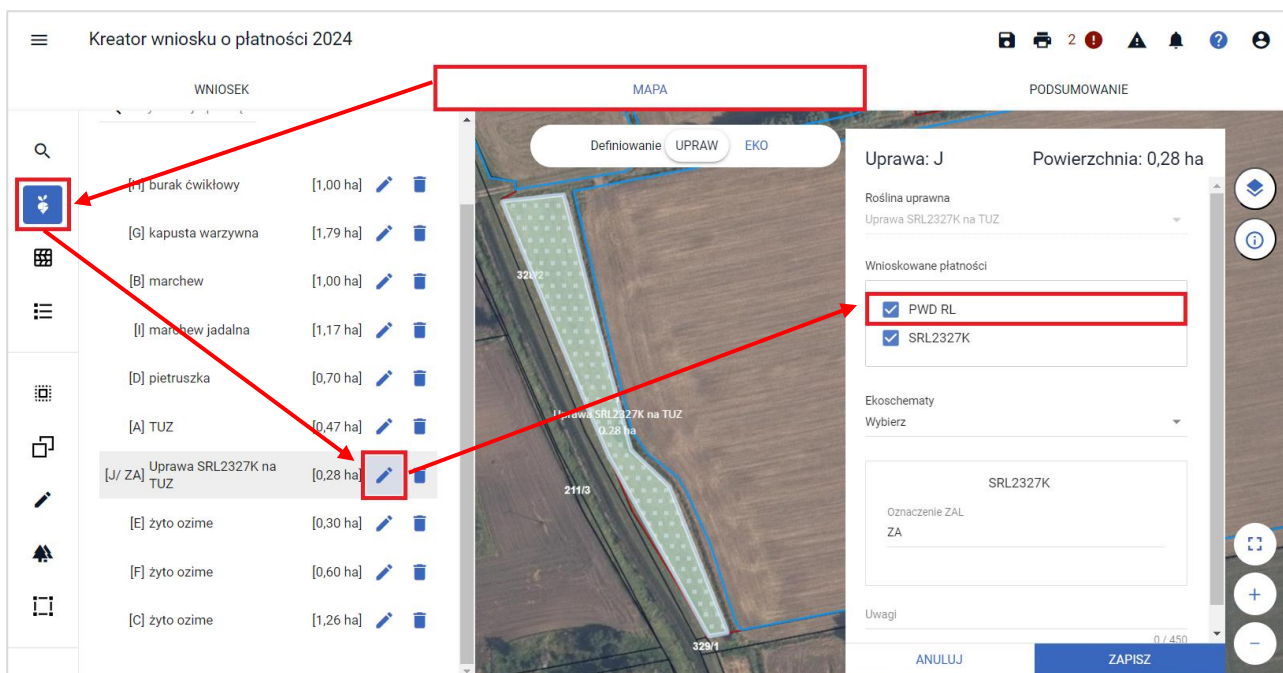 Kreator wniosku o płatności 2024
2
WNIOSEK
MAPA
PODSUMOWANIE
[H] burak ćwikłowy [1,00 ha]
[G] kapusta warzywna [1,79 ha]
[B] marchew [1,00 ha]
[I] marchew jadalna [1,17 ha]
[D] pietruszka [0,70 ha]
[A] TUZ [0,47 ha]
[J/ ZA] Uprawa SRL2327K na [0,28 ha]
TUZ
[E] żyto ozime [0,30 ha]
[F] żyto ozime [0,60 ha]
[C] żyto ozime [1,26 ha]
Definiowanie UPRAW EKO
Uprawa SRL2327K na TUZ
0.28 ha
211/3
329/1
Uprawa: J Powierzchnia: 0,28 ha
Roślina uprawna
Uprawa SRL2327K na TUZ
Wnioskowane płatności
PWD RL
SRL2327K
Ekoschematy
Wybierz
SRL2327K
Oznaczenie ZAL
ZA
Uwagi
0 / 450
ANULUJ ZAPISZ